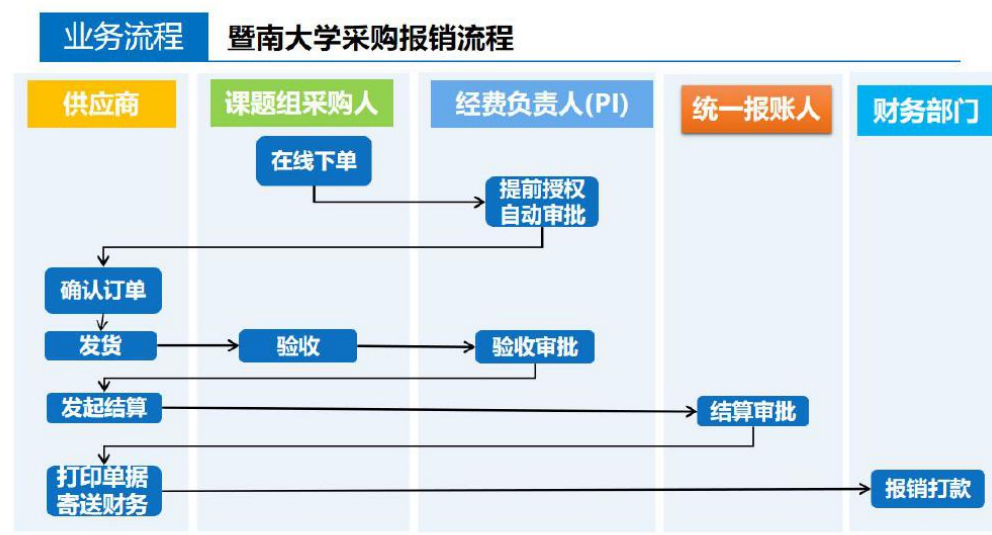 业务流程
暨南大学采购报销流程
供应商
课题组采购人
经费负责人(PI)
统一报账人
财务部门
在线下单
提前授权
自动审批
确认订单
发货
验收
验收审批
发起结算
结算审批
打印单据
寄送财务
报销打款